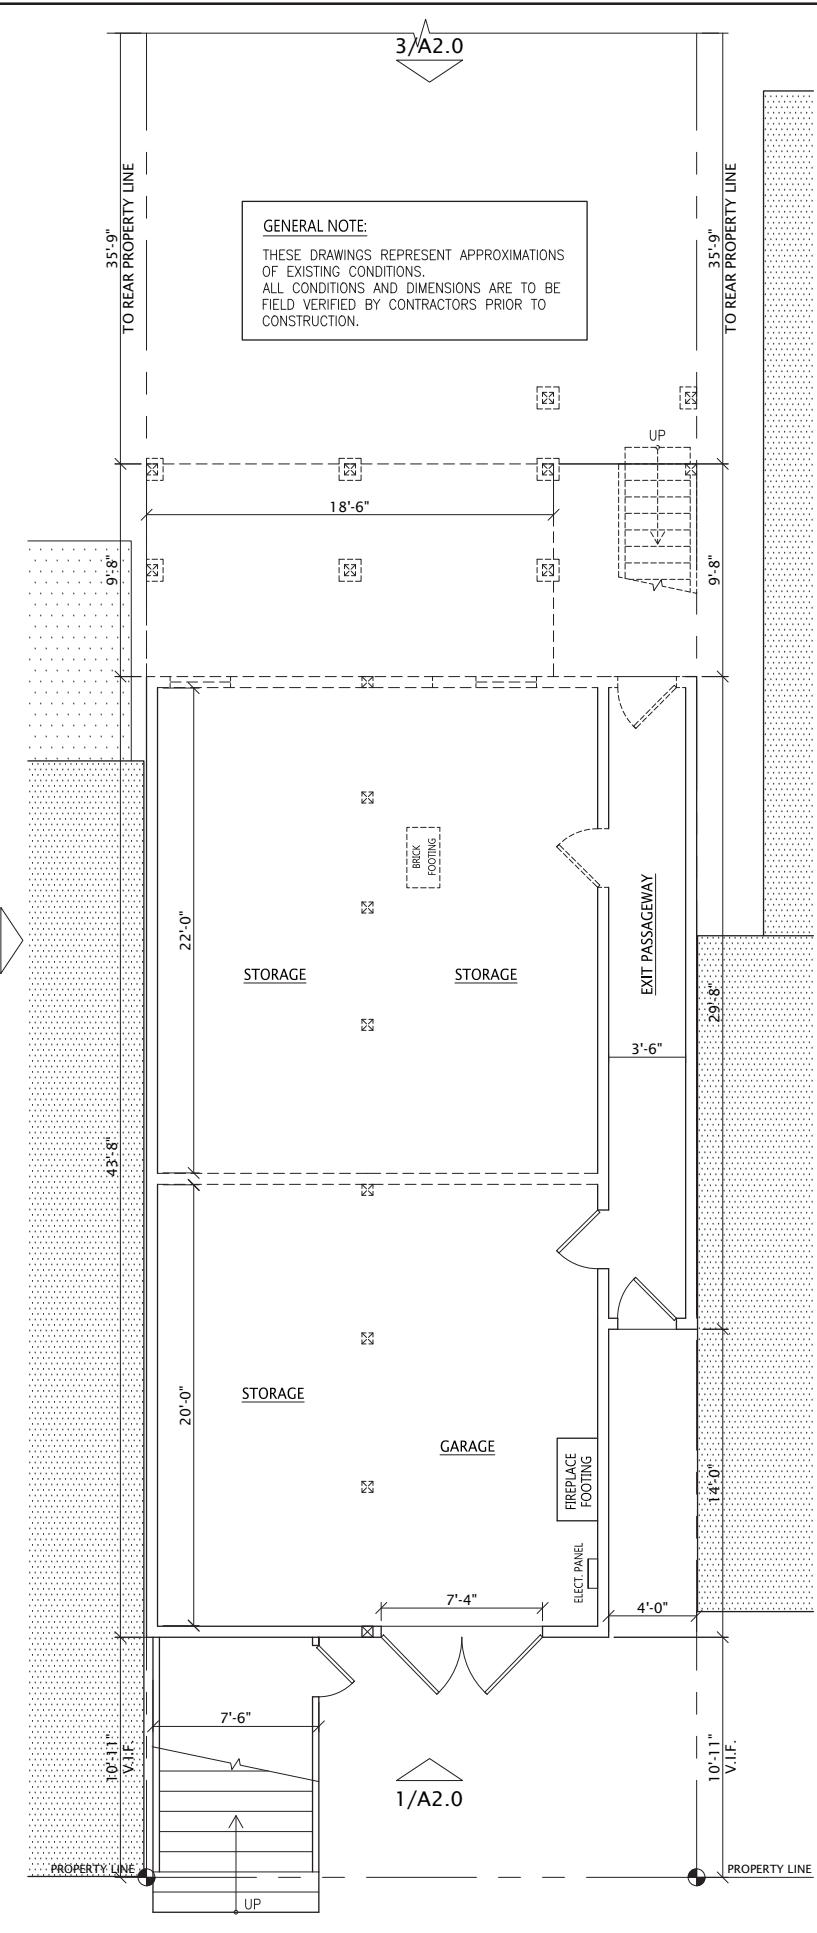 3/A2.0
35'-9"
TO REAR PROPERTY LINE
35'-9"
TO REAR PROPERTY LINE
GENERAL NOTE:
THESE DRAWINGS REPRESENT APPROXIMATIONS
OF EXISTING CONDITIONS.
ALL CONDITIONS AND DIMENSIONS ARE TO BE
FIELD VERIFIED BY CONTRACTORS PRIOR TO
CONSTRUCTION.
UP
18'-6"
9'-8"
9'-8"
BRICK
FOOTING
22'-0"
STORAGE
STORAGE
EXIT PASSAGEWAY
29'-8"
3'-6"
43'-8"
20'-0"
STORAGE
GARAGE
FIREPLACE
FOOTING
14'-0"
ELECT. PANEL
7'-4"
4'-0"
7'-6"
10'-11"
V.I.F.
10'-11"
V.I.F.
1/A2.0
PROPERTY LINE
PROPERTY LINE
UP